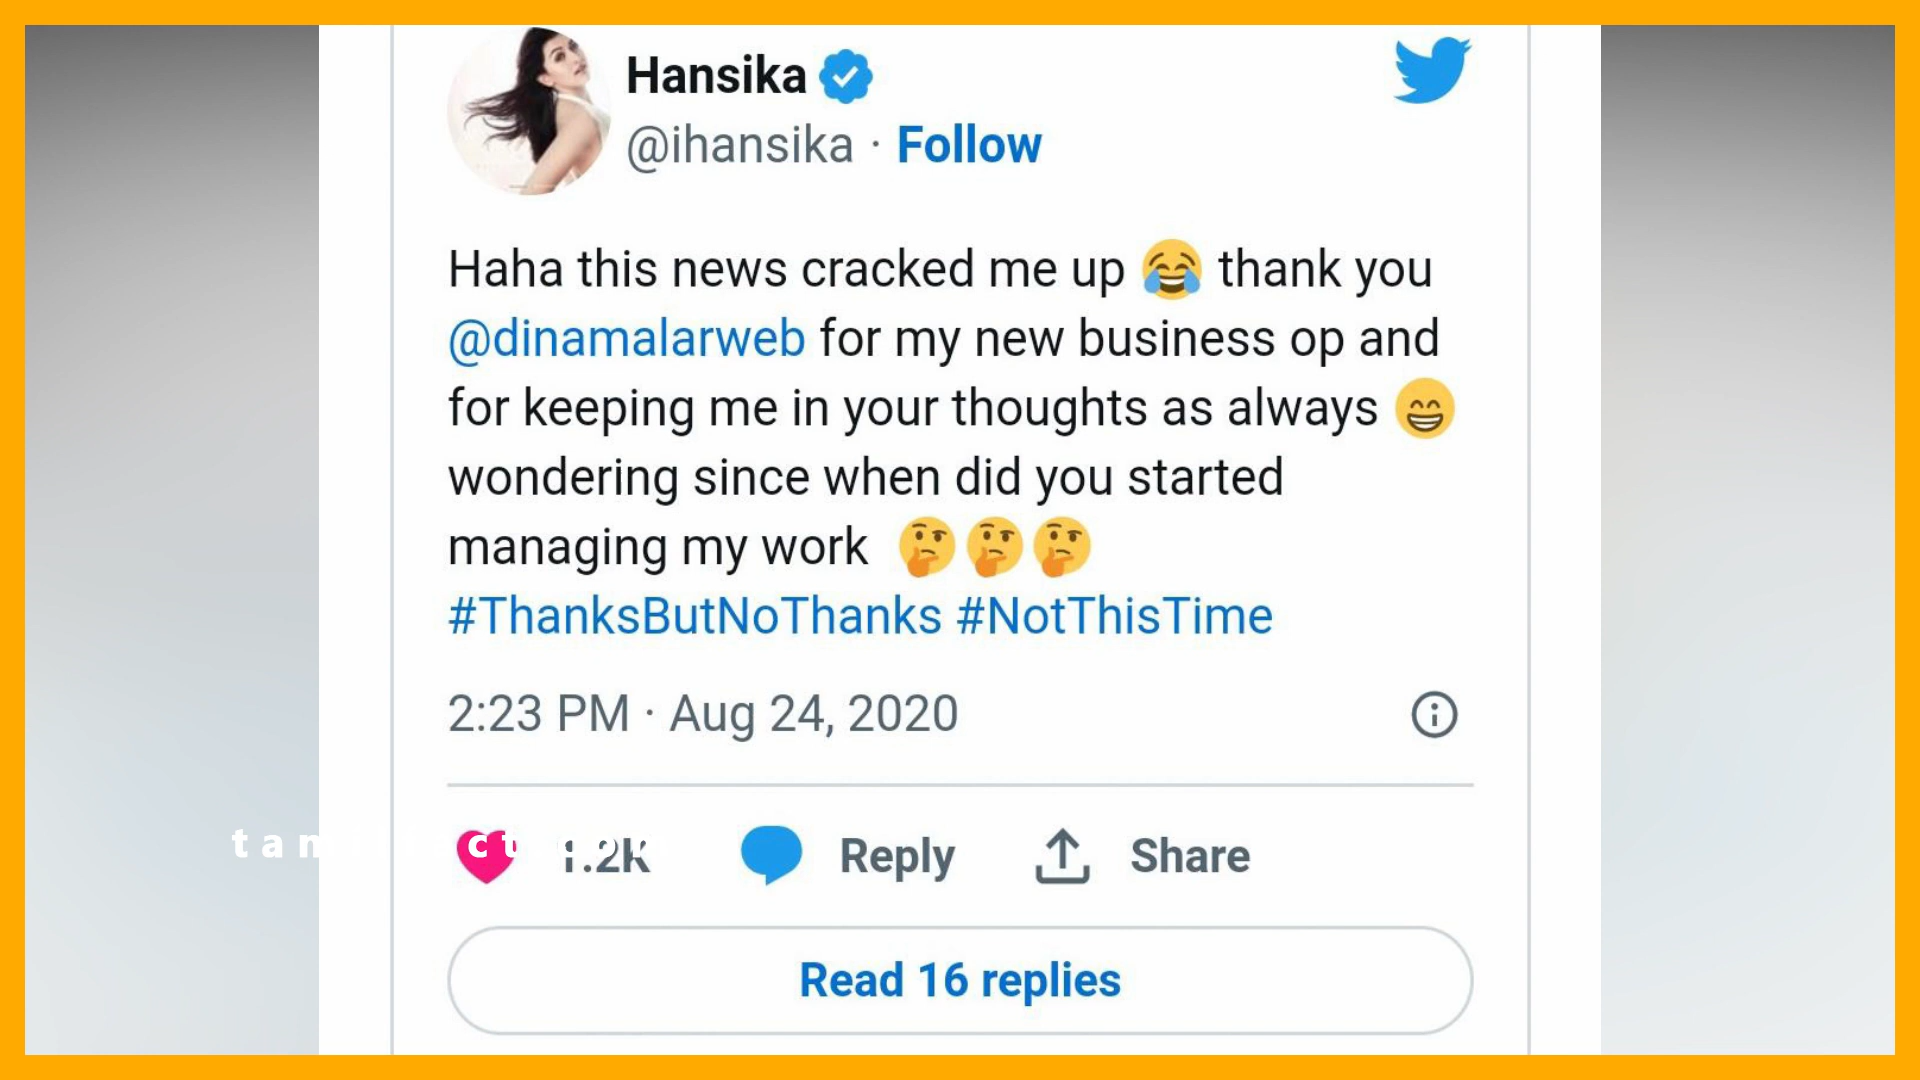 Hansika
@ihansika · Follow
Haha this news cracked me up 😂 thank you
@dinamalarweb for my new business op and
for keeping me in your thoughts as always 😁
wondering since when did you started
managing my work 🤔🤔🤔
#ThanksButNoThanks #NotThisTime
2:23 PM · Aug 24, 2020
1.2K Reply Share
Read 16 replies